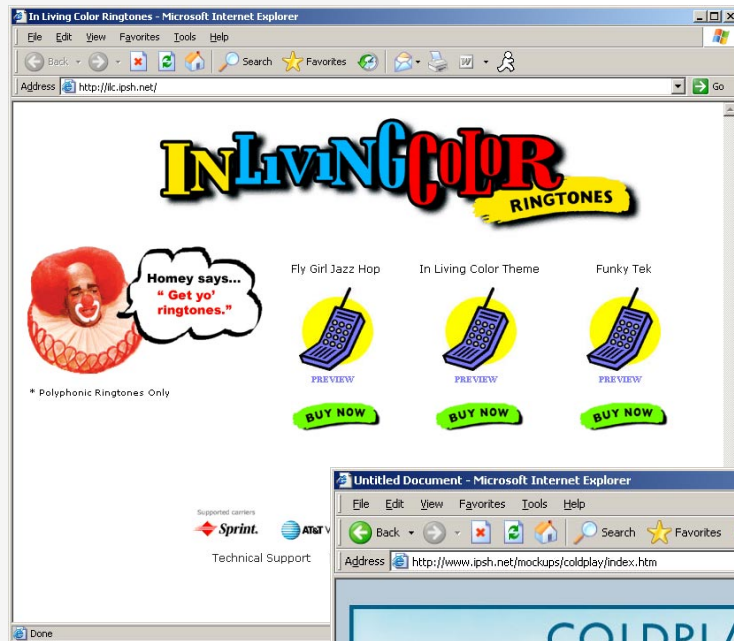 In Living Color Ringtones - Microsoft Internet Explorer
File Edit View Favorites Tools Help
Back Search Favorites
Address http://ilc.ipsh.net/ Go
IN LIVING COLOR
RINGTONES
Homey says...
“ Get yo’
ringtones.”
* Polyphonic Ringtones Only
Fly Girl Jazz Hop In Living Color Theme Funky Tek
PREVIEW PREVIEW PREVIEW
BUY NOW BUY NOW BUY NOW
Supported carriers
Sprint. AT&T
Technical Support
Done
Untitled Document - Microsoft Internet Explorer
File Edit View Favorites Tools Help
Back Search Favorites
Address http://www.ipsh.net/mockups/coldplay/index.htm
COLDPLA